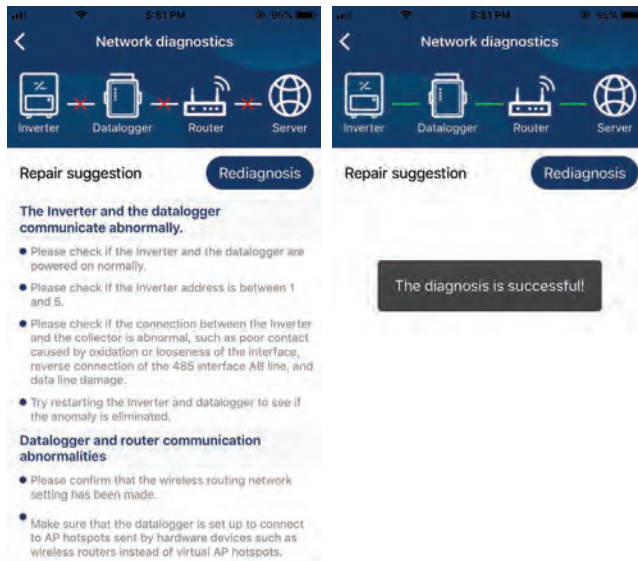 5:51 PM
95%
Network diagnostics
Inverter
Datalogger
Router
Server
Repair suggestion
Rediagnosis
The Inverter and the datalogger
communicate abnormally.
Please check if the Inverter and the datalogger are
powered on normally.
Please check if the Inverter address is between 1
and 5.
Please check if the connection between the Inverter
and the collector is abnormal, such as poor contact
caused by oxidation or looseness of the interface,
reverse connection of the 485 interface AB line, and
data line damage.
Try restarting the Inverter and datalogger to see if
the anomaly is eliminated.
Datalogger and router communication
abnormalities
Please confirm that the wireless routing network
setting has been made.
Make sure that the datalogger is set up to connect
to AP hotspots sent by hardware devices such as
wireless routers instead of virtual AP hotspots.
5:51 PM
95%
Network diagnostics
Inverter
Datalogger
Router
Server
Repair suggestion
Rediagnosis
The diagnosis is successful!